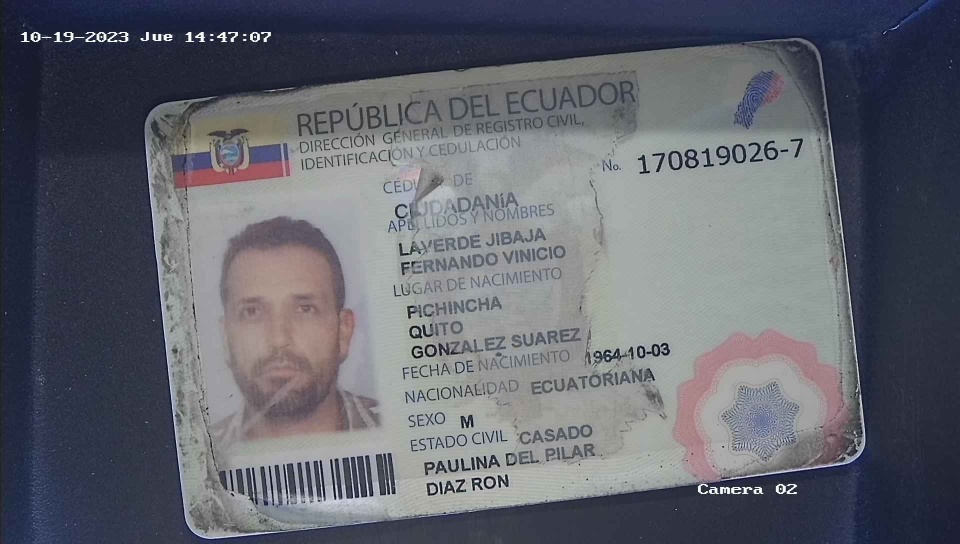 10-19-2023 Jue 14:47:07
REPÚBLICA DEL ECUADOR
DIRECCIÓN GENERAL DE REGISTRO CIVIL,
IDENTIFICACIÓN Y CEDULACIÓN
No. 170819026-7
CÉDULA DE
CIUDADANÍA
APELLIDOS Y NOMBRES
LAVERDE JIBAJA
FERNANDO VINICIO
LUGAR DE NACIMIENTO
PICHINCHA
QUITO
GONZALEZ SUAREZ
FECHA DE NACIMIENTO 1964-10-03
NACIONALIDAD ECUATORIANA
SEXO M
ESTADO CIVIL CASADO
PAULINA DEL PILAR
DIAZ RON
Camera 02